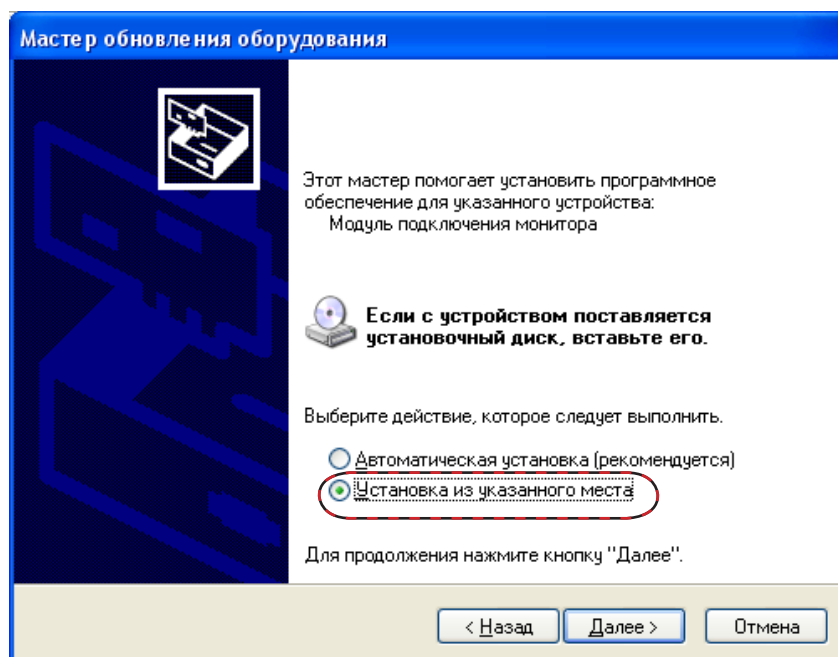 Мастер обновления оборудования
Этот мастер помогает установить программное
обеспечение для указанного устройства:
Модуль подключения монитора
Если с устройством поставляется
установочный диск, вставьте его.
Выберите действие, которое следует выполнить.
Автоматическая установка (рекомендуется)
Установка из указанного места
Для продолжения нажмите кнопку "Далее".
< Назад
Далее >
Отмена